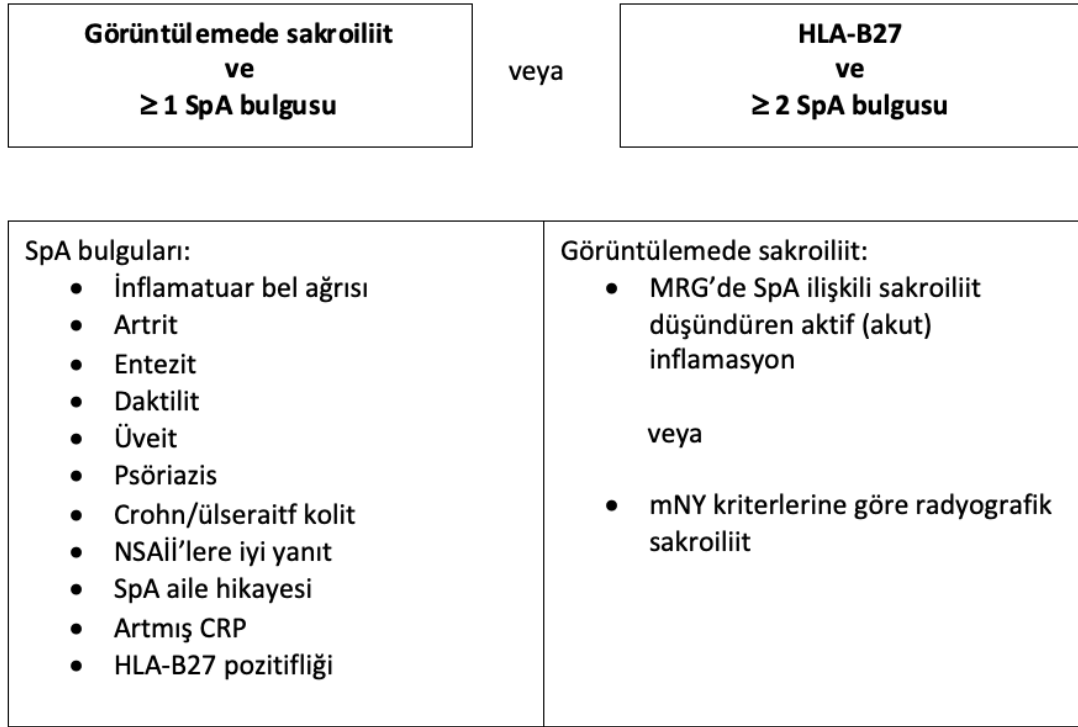 Görüntülemede sakroiliit
ve
≥ 1 SpA bulgusu
veya
HLA-B27
ve
≥ 2 SpA bulgusu
SpA bulguları:
• İnflamatuar bel ağrısı
• Artrit
• Entezit
• Daktilit
• Üveit
• Psöriazis
• Crohn/ülseraitf kolit
• NSAİİ’lere iyi yanıt
• SpA aile hikayesi
• Artmış CRP
• HLA-B27 pozitifliği
Görüntülemede sakroiliit:
• MRG’de SpA ilişkili sakroiliit
düşündüren aktif (akut)
inflamasyon
veya
• mNY kriterlerine göre radyografik
sakroiliit